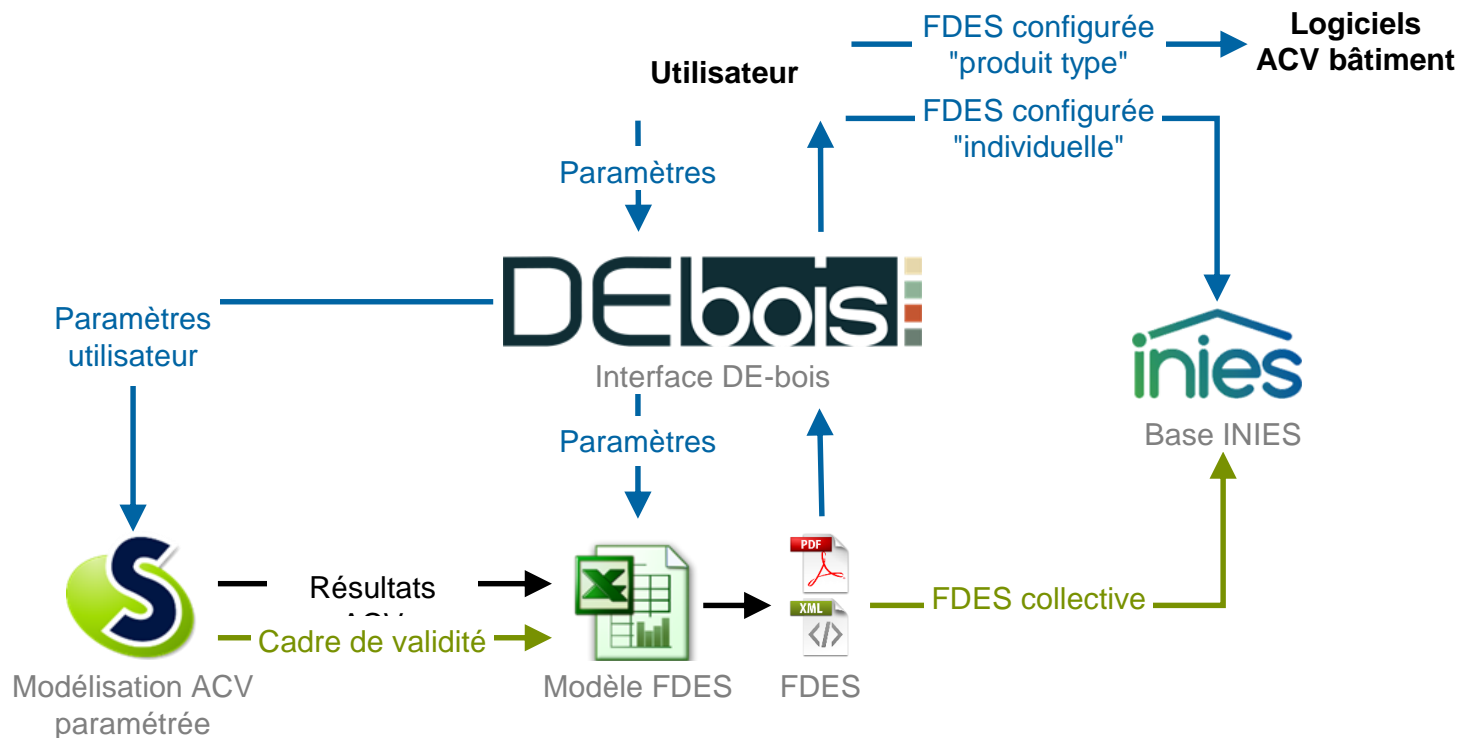 FDES configurée
"produit type"
Logiciels
ACV bâtiment
Utilisateur
FDES configurée
"individuelle"
Paramètres
DEbois
Interface DE-bois
Paramètres
utilisateur
inies
Base INIES
Paramètres
S
PDF
XML
</>
Résultats
ACV
Cadre de validité
FDES collective
Modélisation ACV
paramétrée
Modèle FDES
FDES